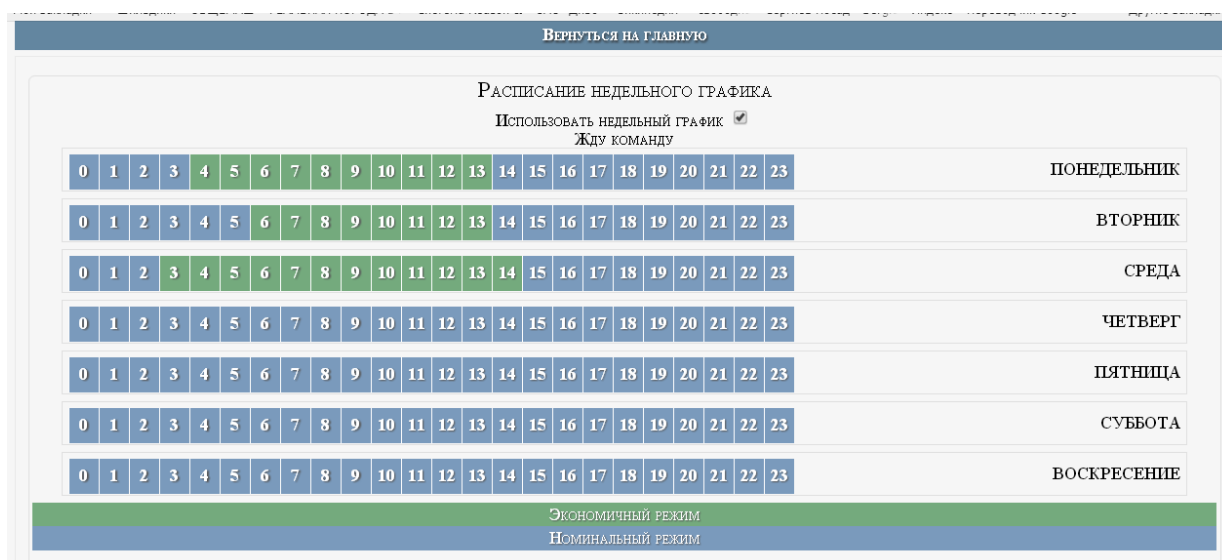 Вернуться на главную
Расписание недельного графика
Использовать недельный график
Жду команду
0 1 2 3 4 5 6 7 8 9 10 11 12 13 14 15 16 17 18 19 20 21 22 23 ПОНЕДЕЛЬНИК
0 1 2 3 4 5 6 7 8 9 10 11 12 13 14 15 16 17 18 19 20 21 22 23 ВТОРНИК
0 1 2 3 4 5 6 7 8 9 10 11 12 13 14 15 16 17 18 19 20 21 22 23 СРЕДА
0 1 2 3 4 5 6 7 8 9 10 11 12 13 14 15 16 17 18 19 20 21 22 23 ЧЕТВЕРГ
0 1 2 3 4 5 6 7 8 9 10 11 12 13 14 15 16 17 18 19 20 21 22 23 ПЯТНИЦА
0 1 2 3 4 5 6 7 8 9 10 11 12 13 14 15 16 17 18 19 20 21 22 23 СУББОТА
0 1 2 3 4 5 6 7 8 9 10 11 12 13 14 15 16 17 18 19 20 21 22 23 ВОСКРЕСЕНИЕ
Экономичный режим
Номинальный режим